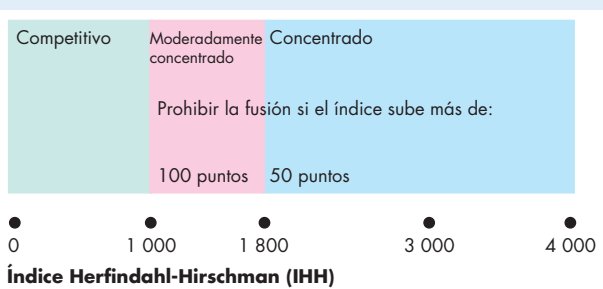 Competitivo
Moderadamente
concentrado
Concentrado
Prohibir la fusión si el índice sube más de:
100 puntos
50 puntos
0
1 000
1 800
3 000
4 000
Índice Herfindahl-Hirschman (IHH)